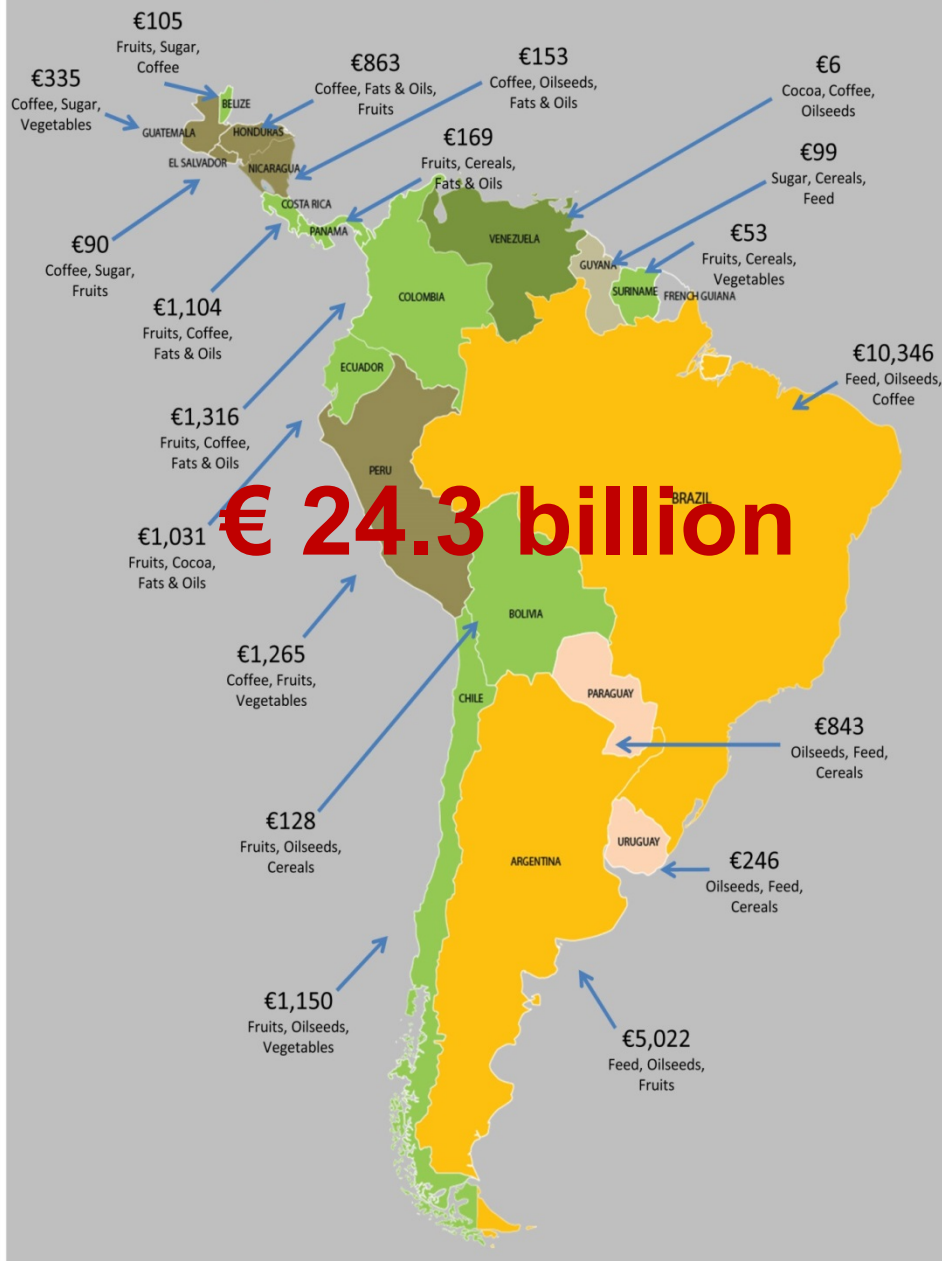 €105
Fruits, Sugar,
Coffee
€335
Coffee, Sugar,
Vegetables
€863
Coffee, Fats & Oils,
Fruits
€153
Coffee, Oilseeds,
Fats & Oils
€6
Cocoa, Coffee,
Oilseeds
€169
Fruits, Cereals,
Fats & Oils
€99
Sugar, Cereals,
Feed
BELIZE
GUATEMALA
HONDURAS
EL SALVADOR
NICARAGUA
COSTA RICA
PANAMA
VENEZUELA
GUYANA
SURINAME
FRENCH GUIANA
€53
Fruits, Cereals,
Vegetables
€90
Coffee, Sugar,
Fruits
€1,104
Fruits, Coffee,
Fats & Oils
COLOMBIA
ECUADOR
€10,346
Feed, Oilseeds,
Coffee
€1,316
Fruits, Coffee,
Fats & Oils
PERU
BRAZIL
€ 24.3 billion
€1,031
Fruits, Cocoa,
Fats & Oils
BOLIVIA
€1,265
Coffee, Fruits,
Vegetables
CHILE
PARAGUAY
€843
Oilseeds, Feed,
Cereals
€128
Fruits, Oilseeds,
Cereals
ARGENTINA
URUGUAY
€246
Oilseeds, Feed,
Cereals
€1,150
Fruits, Oilseeds,
Vegetables
€5,022
Feed, Oilseeds,
Fruits